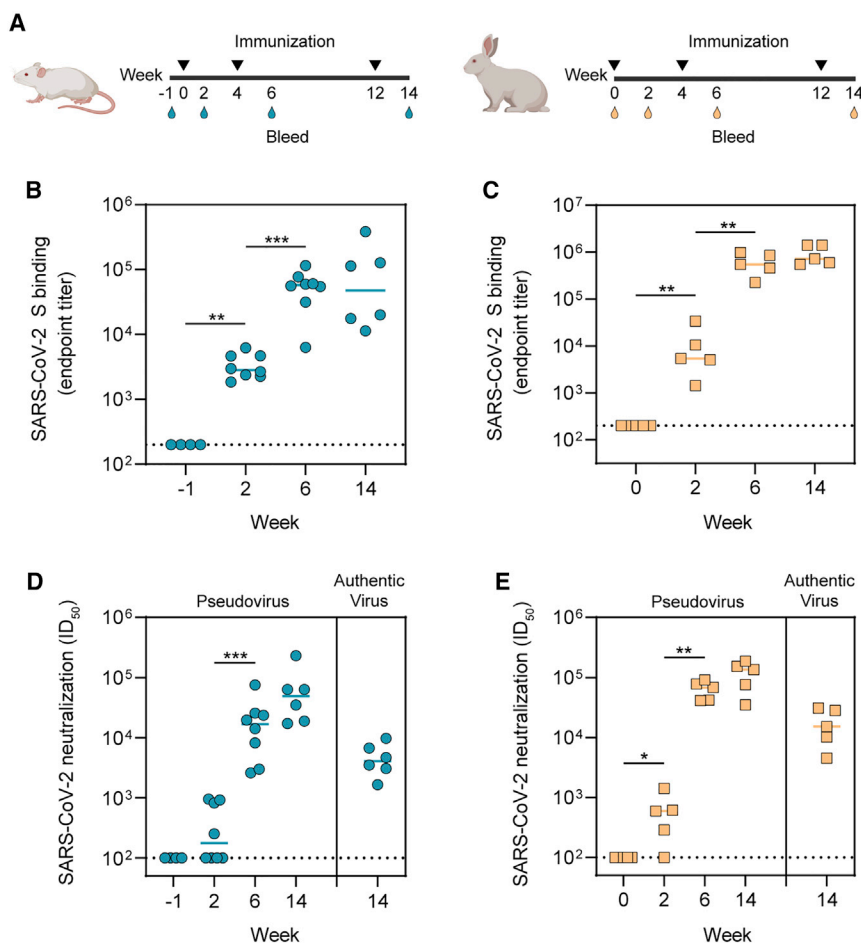 A
Immunization
Week
-1 0 2 4 6 12 14
Bleed
Immunization
Week
0 2 4 6 12 14
Bleed
B
SARS-CoV-2 S binding
(endpoint titer)
10^6
10^5
10^4
10^3
10^2
**
***
-1 2 6 14
Week
C
SARS-CoV-2 S binding
(endpoint titer)
10^7
10^6
10^5
10^4
10^3
10^2
**
**
0 2 6 14
Week
D
SARS-CoV-2 neutralization (ID50)
Pseudovirus
Authentic
Virus
10^6
10^5
10^4
10^3
10^2
***
-1 2 6 14 14
Week
E
SARS-CoV-2 neutralization (ID50)
Pseudovirus
Authentic
Virus
10^6
10^5
10^4
10^3
10^2
*
**
0 2 6 14 14
Week